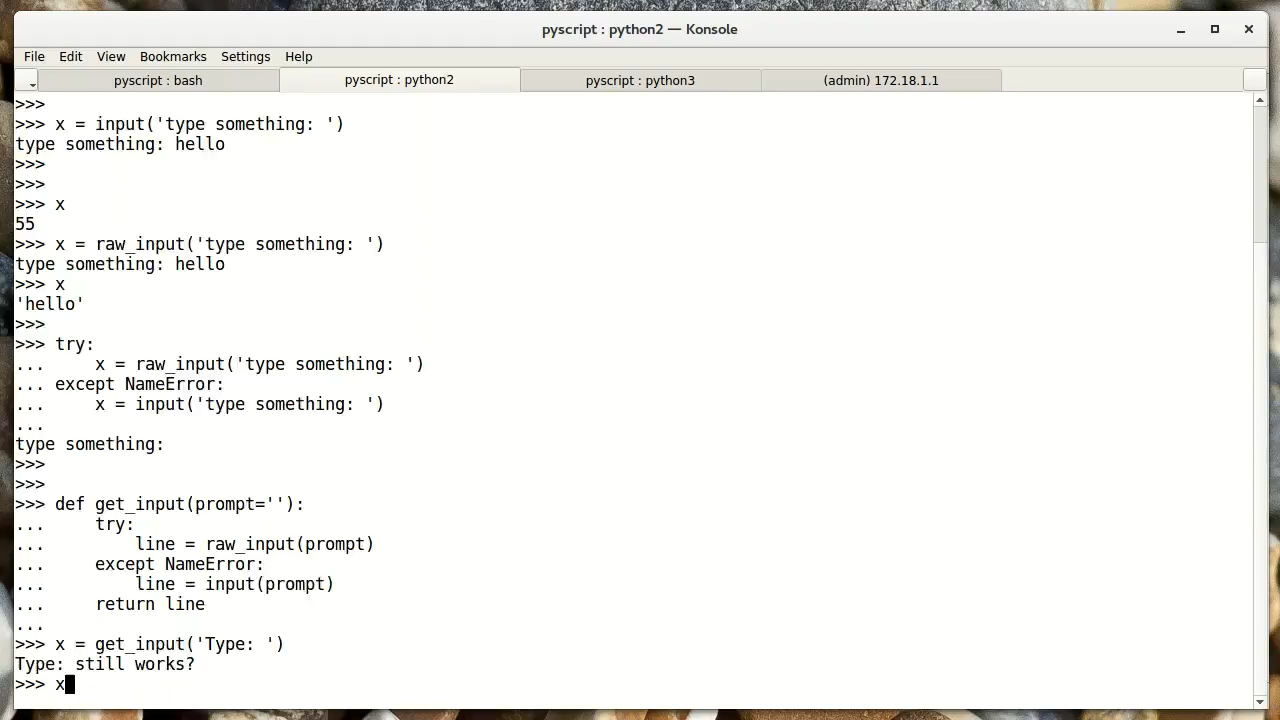 pyscript : python2 — Konsole
File Edit View Bookmarks Settings Help
pyscript : bash pyscript : python2 pyscript : python3 (admin) 172.18.1.1
>>>
>>> x = input('type something: ')
type something: hello
>>>
>>>
>>> x
55
>>> x = raw_input('type something: ')
type something: hello
>>> x
'hello'
>>>
>>> try:
...     x = raw_input('type something: ')
... except NameError:
...     x = input('type something: ')
...
type something:
>>>
>>>
>>> def get_input(prompt=''):
...     try:
...         line = raw_input(prompt)
...     except NameError:
...         line = input(prompt)
...     return line
...
>>> x = get_input('Type: ')
Type: still works?
>>> x